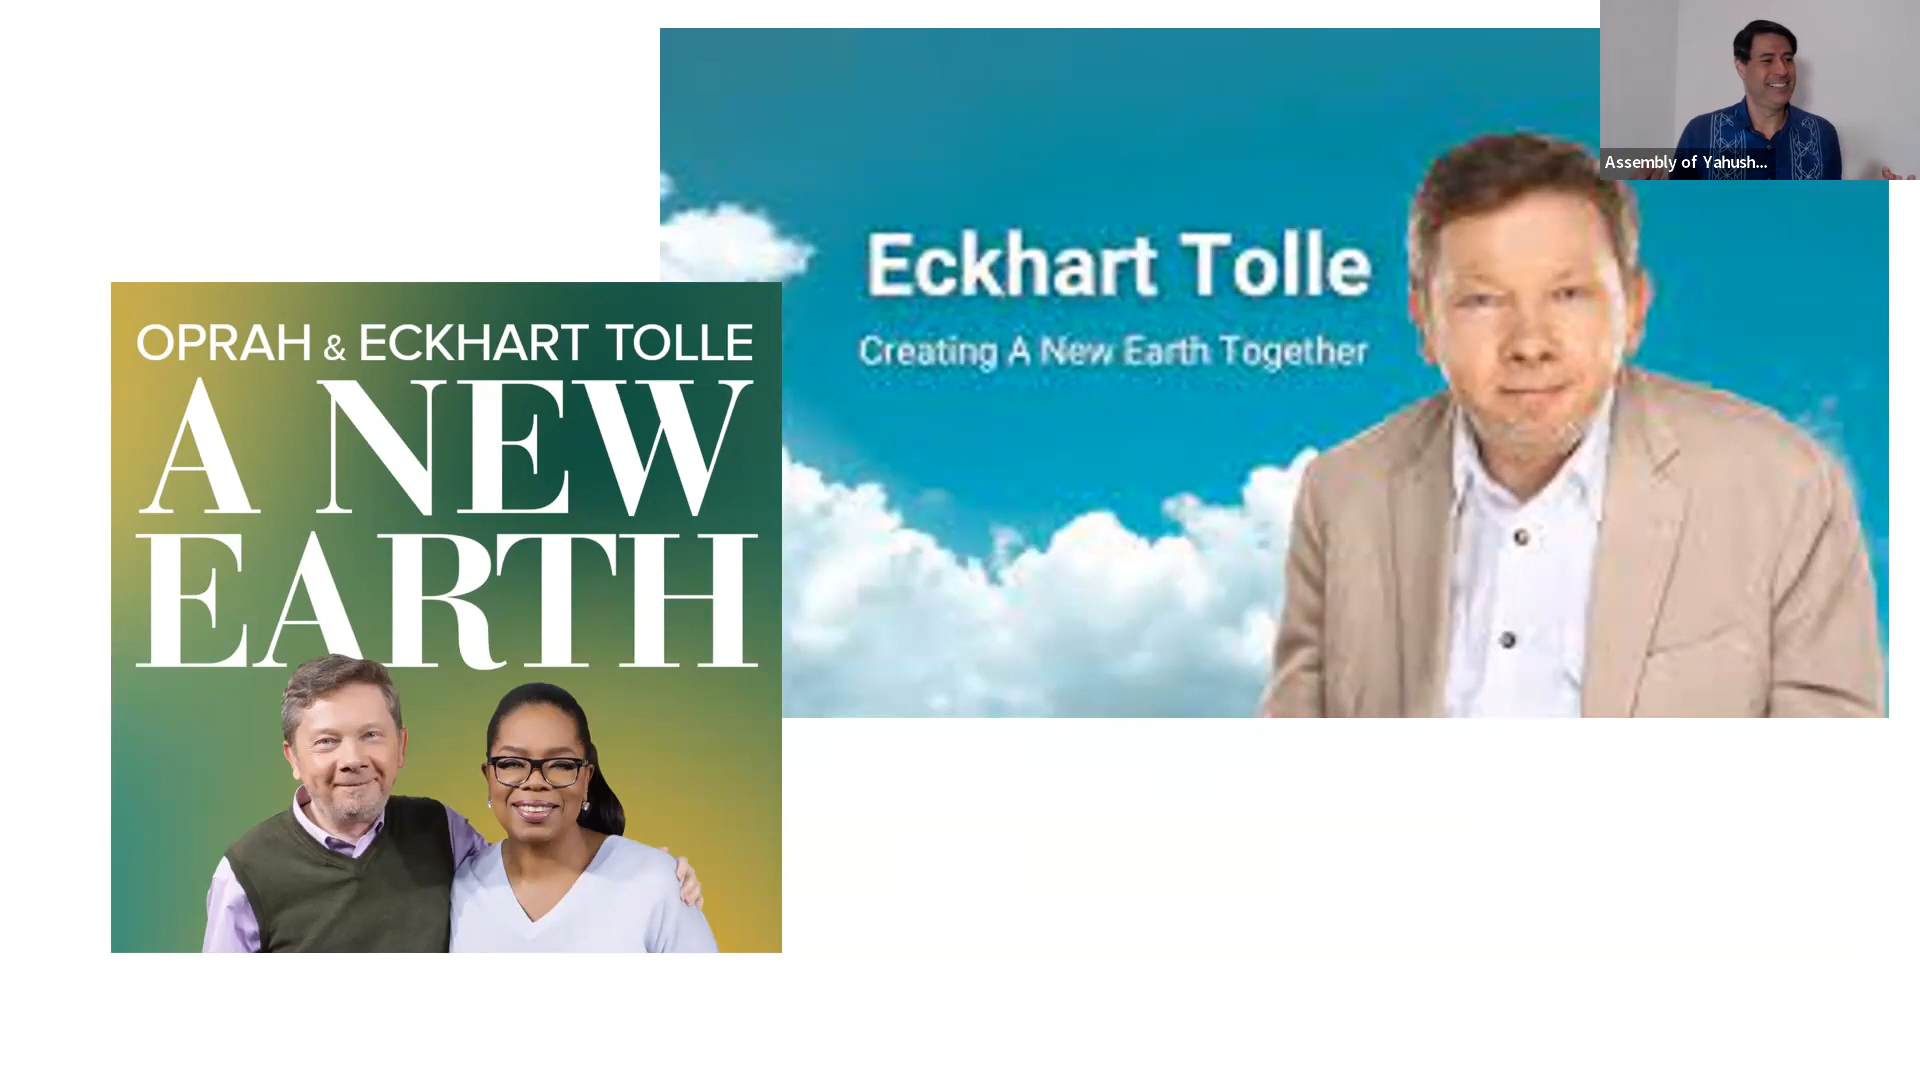 Assembly of Yahush...
Eckhart Tolle
Creating A New Earth Together
OPRAH & ECKHART TOLLE
A NEW
EARTH